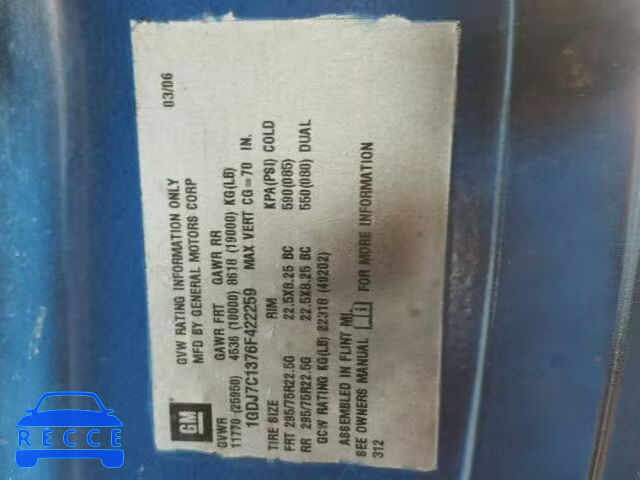 GM
GVW RATING INFORMATION ONLY
MFD BY GENERAL MOTORS CORP
03/06
GVWR GAWR FRT GAWR RR
11770 (25950) 4536 (10000) 8618 (19000) KG(LB)
1GDJ7C1376F422259 MAX VERT CG=70 IN.
TIRE SIZE RIM KPA(PSI) COLD
FRT 295/75R22.5G 22.5X8.25 BC 590(085)
RR 295/75R22.5G 22.5X8.25 BC 550(080) DUAL
GCW RATING KG(LB) 22318 (49202)
ASSEMBLED IN FLINT MI.
SEE OWNERS MANUAL i FOR MORE INFORMATION
312
RECCE